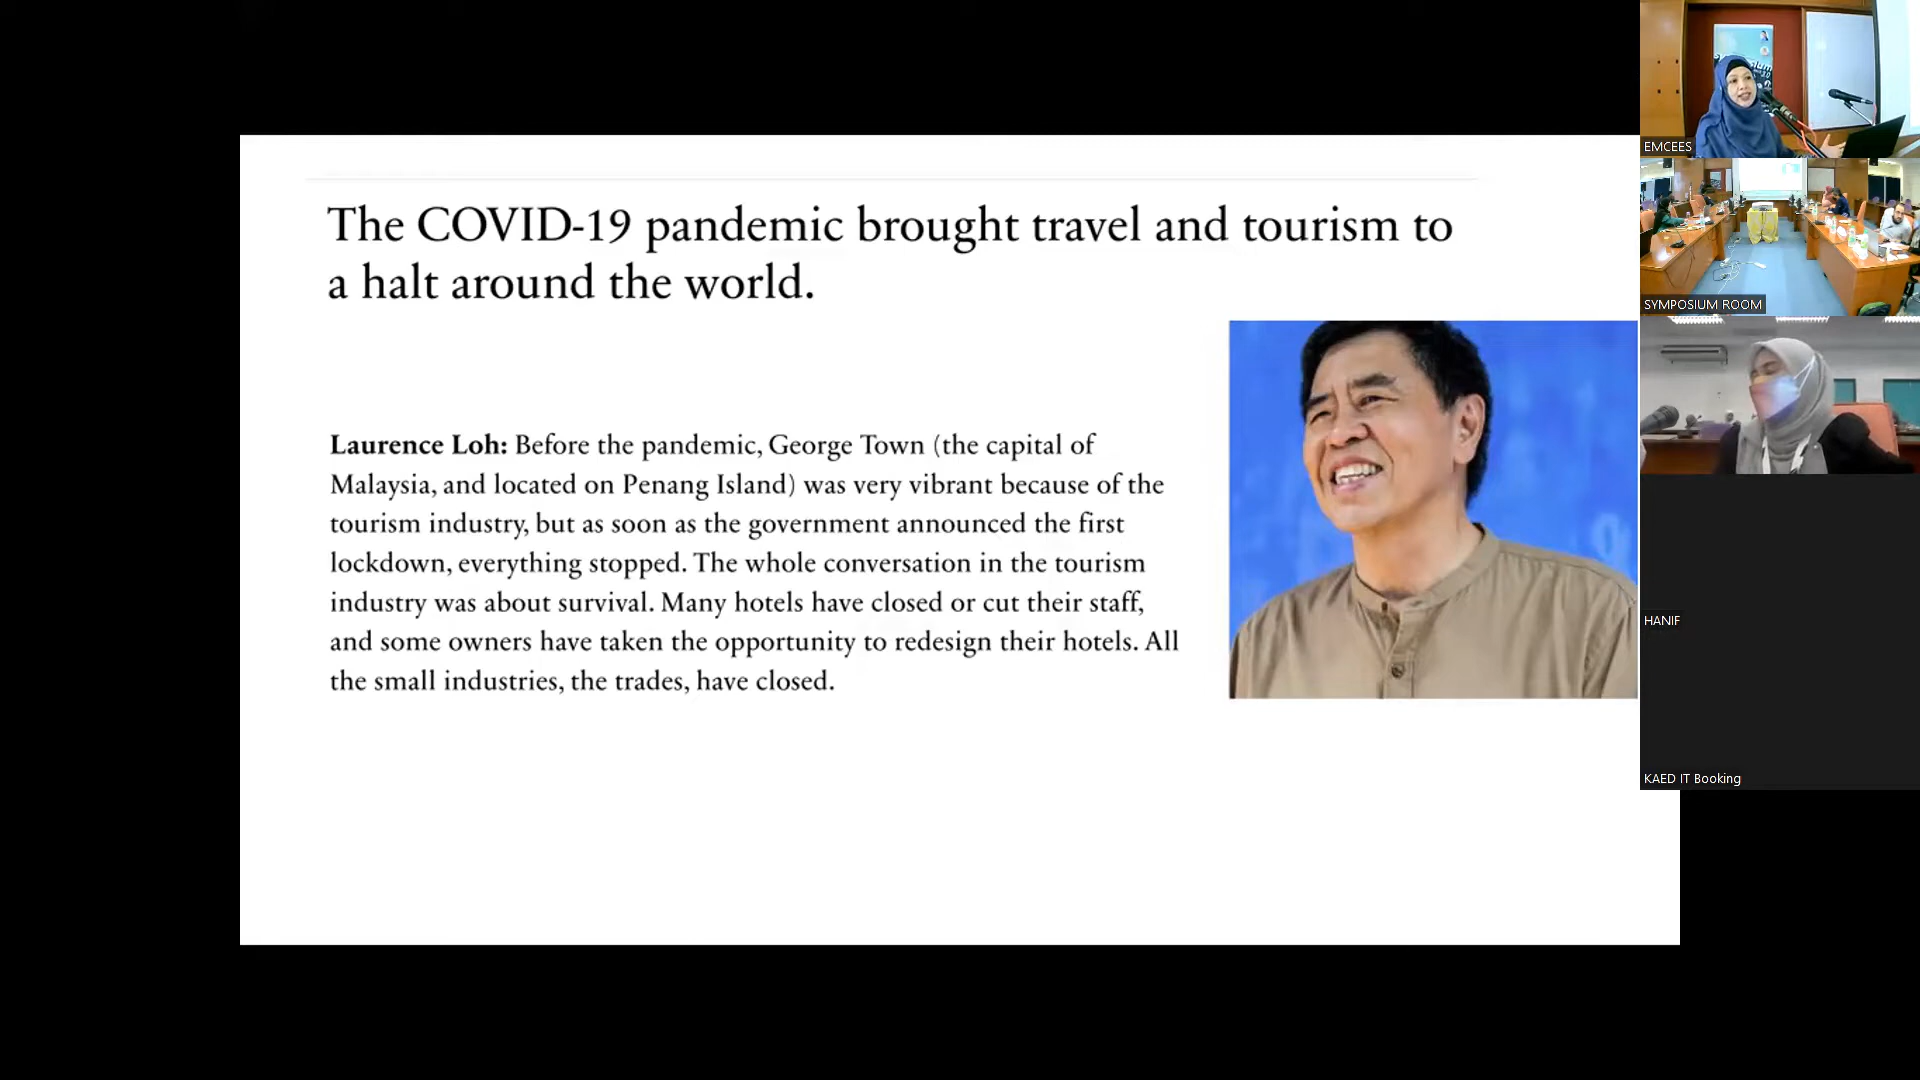 The COVID-19 pandemic brought travel and tourism to
a halt around the world.
Laurence Loh: Before the pandemic, George Town (the capital of
Malaysia, and located on Penang Island) was very vibrant because of the
tourism industry, but as soon as the government announced the first
lockdown, everything stopped. The whole conversation in the tourism
industry was about survival. Many hotels have closed or cut their staff,
and some owners have taken the opportunity to redesign their hotels. All
the small industries, the trades, have closed.
EMCEES
SYMPOSIUM ROOM
HANIF
KAED IT Booking